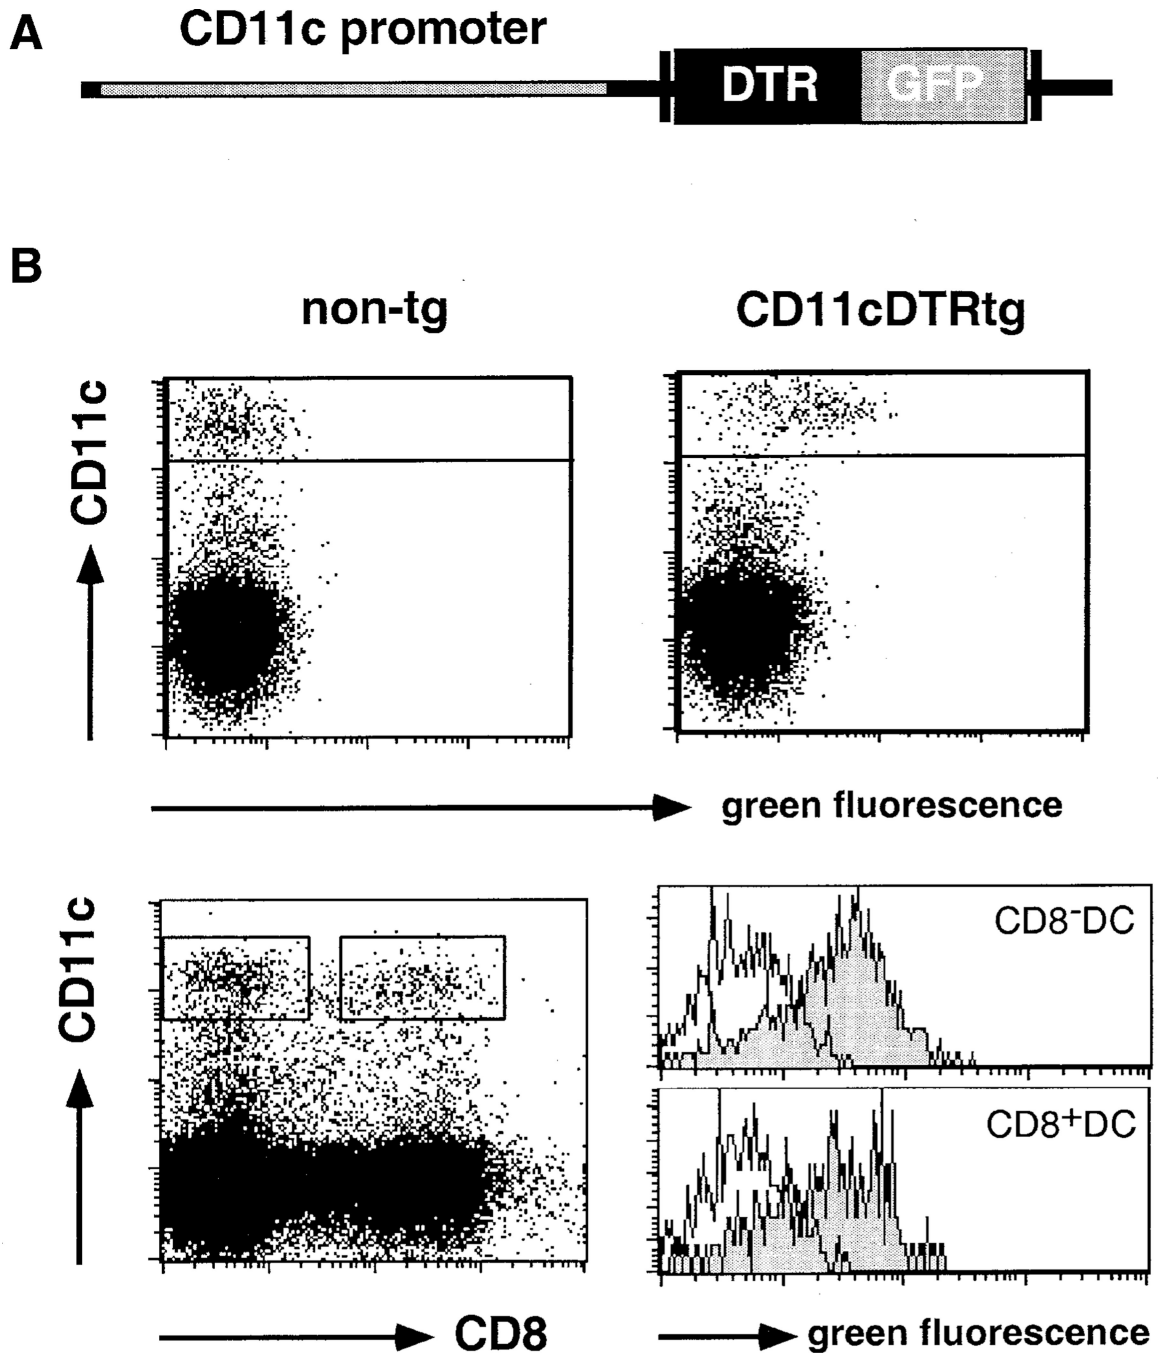 A
CD11c promoter
DTR GFP
B
non-tg
CD11cDTRtg
CD11c
green fluorescence
CD11c
CD8⁻DC
CD8⁺DC
CD8
green fluorescence